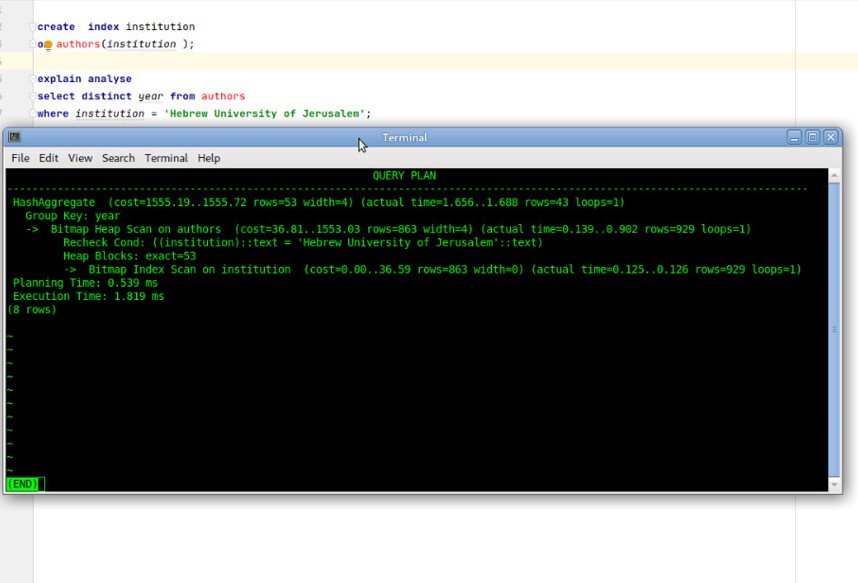 create  index institution
on authors(institution );
explain analyse
select distinct year from authors
where institution = 'Hebrew University of Jerusalem';
Terminal
File Edit View Search Terminal Help
QUERY PLAN
--------------------------------------------------------------------------------------------------------------------------------
HashAggregate  (cost=1555.19..1555.72 rows=53 width=4) (actual time=1.656..1.688 rows=43 loops=1)
Group Key: year
->  Bitmap Heap Scan on authors  (cost=36.81..1553.03 rows=863 width=4) (actual time=0.139..0.902 rows=929 loops=1)
Recheck Cond: ((institution)::text = 'Hebrew University of Jerusalem'::text)
Heap Blocks: exact=53
->  Bitmap Index Scan on institution  (cost=0.00..36.59 rows=863 width=0) (actual time=0.125..0.126 rows=929 loops=1)
Planning Time: 0.539 ms
Execution Time: 1.819 ms
(8 rows)
~
~
~
~
~
~
~
~
~
~
~
(END)